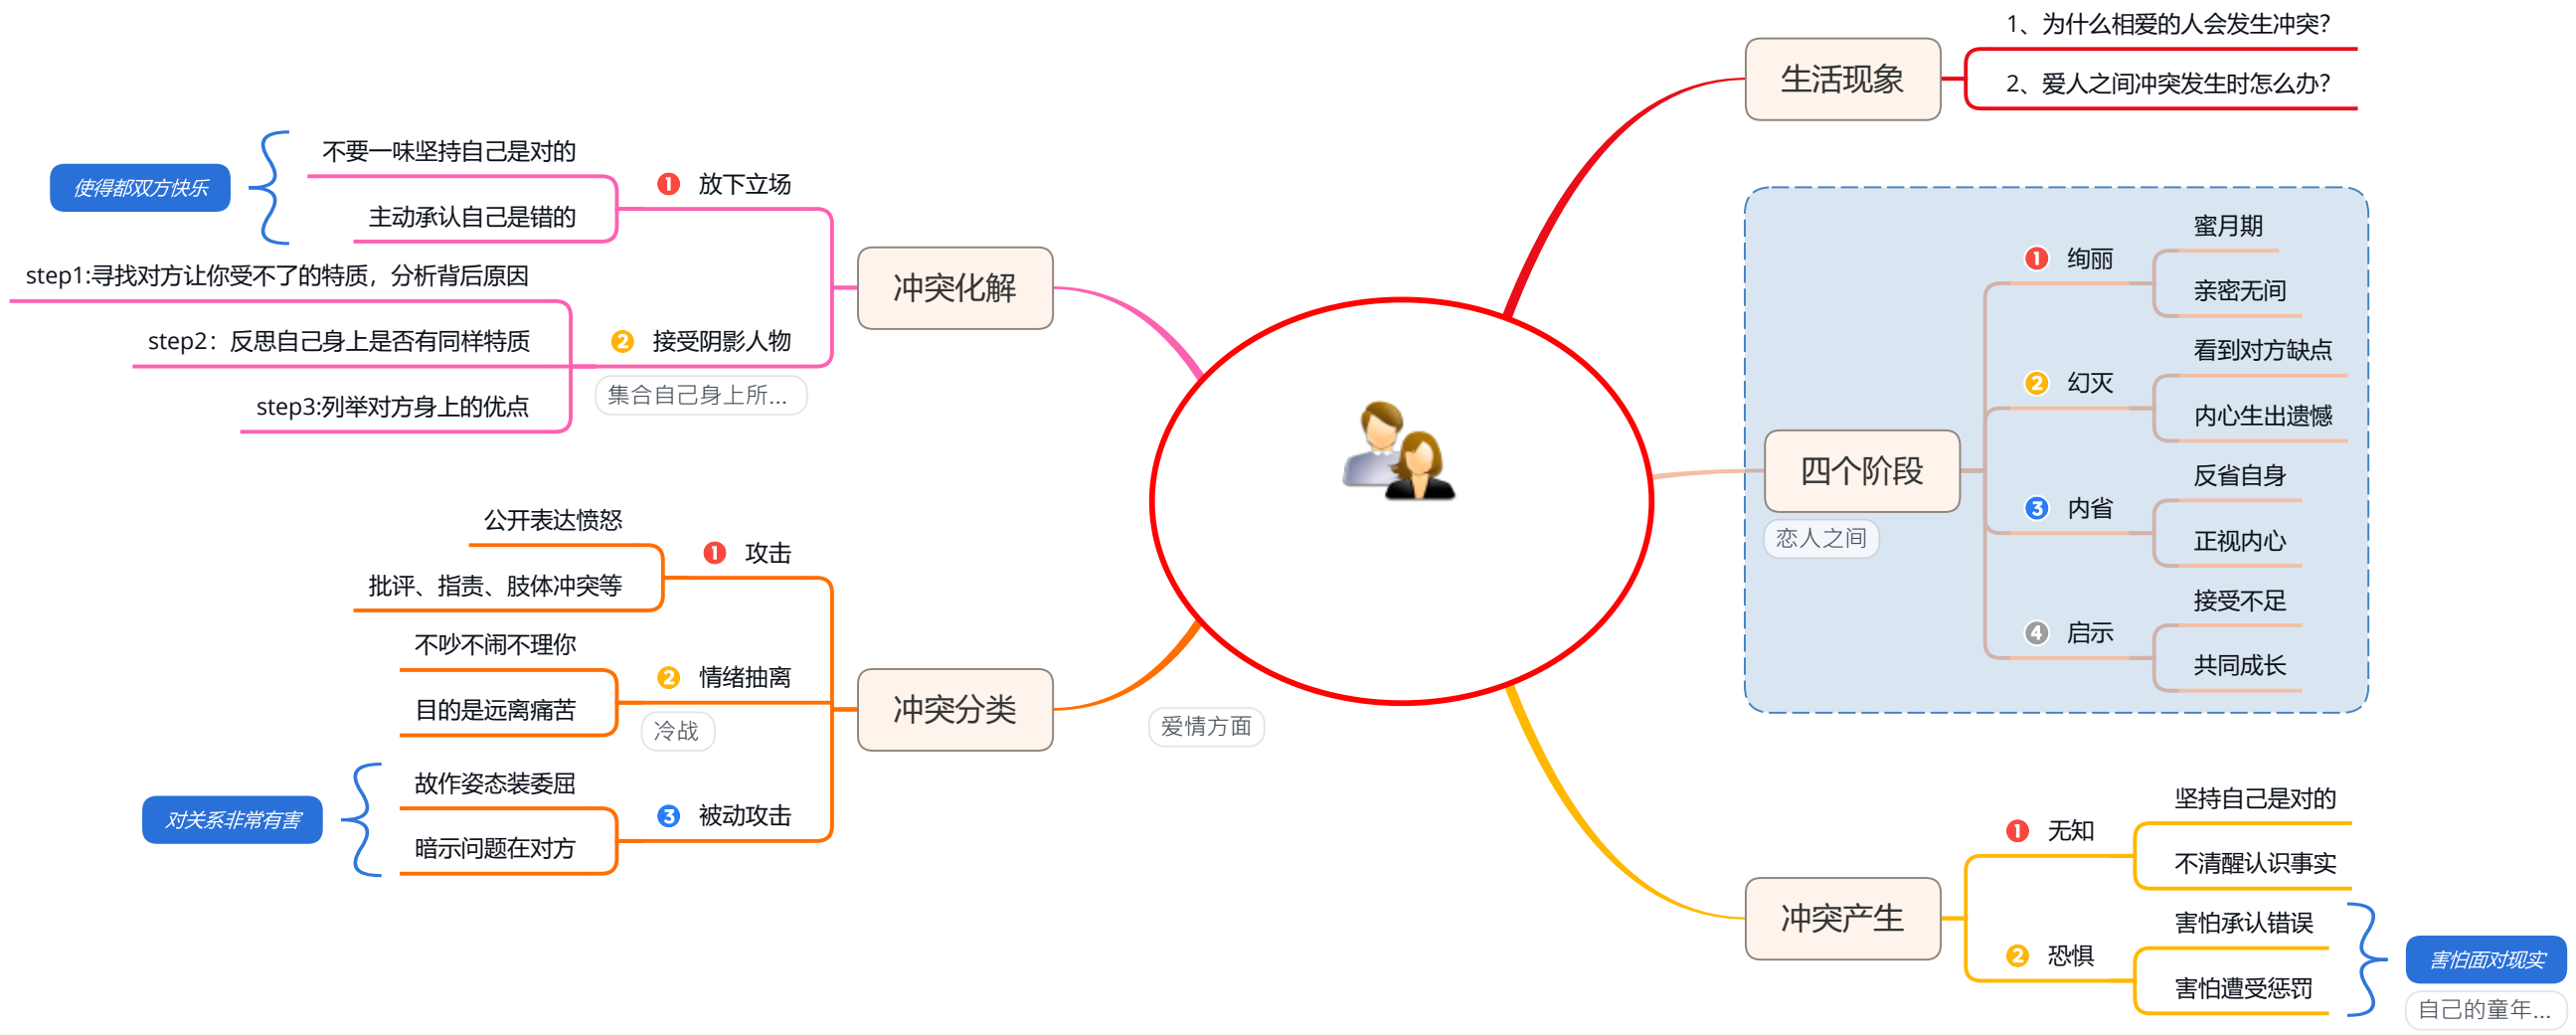 生活现象
1、为什么相爱的人会发生冲突?
2、爱人之间冲突发生时怎么办?
四个阶段
恋人之间
1 绚丽
蜜月期
亲密无间
2 幻灭
看到对方缺点
内心生出遗憾
3 内省
反省自身
正视内心
4 启示
接受不足
共同成长
冲突产生
1 无知
坚持自己是对的
不清醒认识事实
2 恐惧
害怕承认错误
害怕遭受惩罚
害怕面对现实
自己的童年...
冲突化解
1 放下立场
不要一味坚持自己是对的
主动承认自己是错的
使得都双方快乐
2 接受阴影人物
集合自己身上所...
step1:寻找对方让你受不了的特质，分析背后原因
step2：反思自己身上是否有同样特质
step3:列举对方身上的优点
冲突分类
1 攻击
公开表达愤怒
批评、指责、肢体冲突等
2 情绪抽离
冷战
不吵不闹不理你
目的是远离痛苦
3 被动攻击
故作姿态装委屈
暗示问题在对方
对关系非常有害
爱情方面